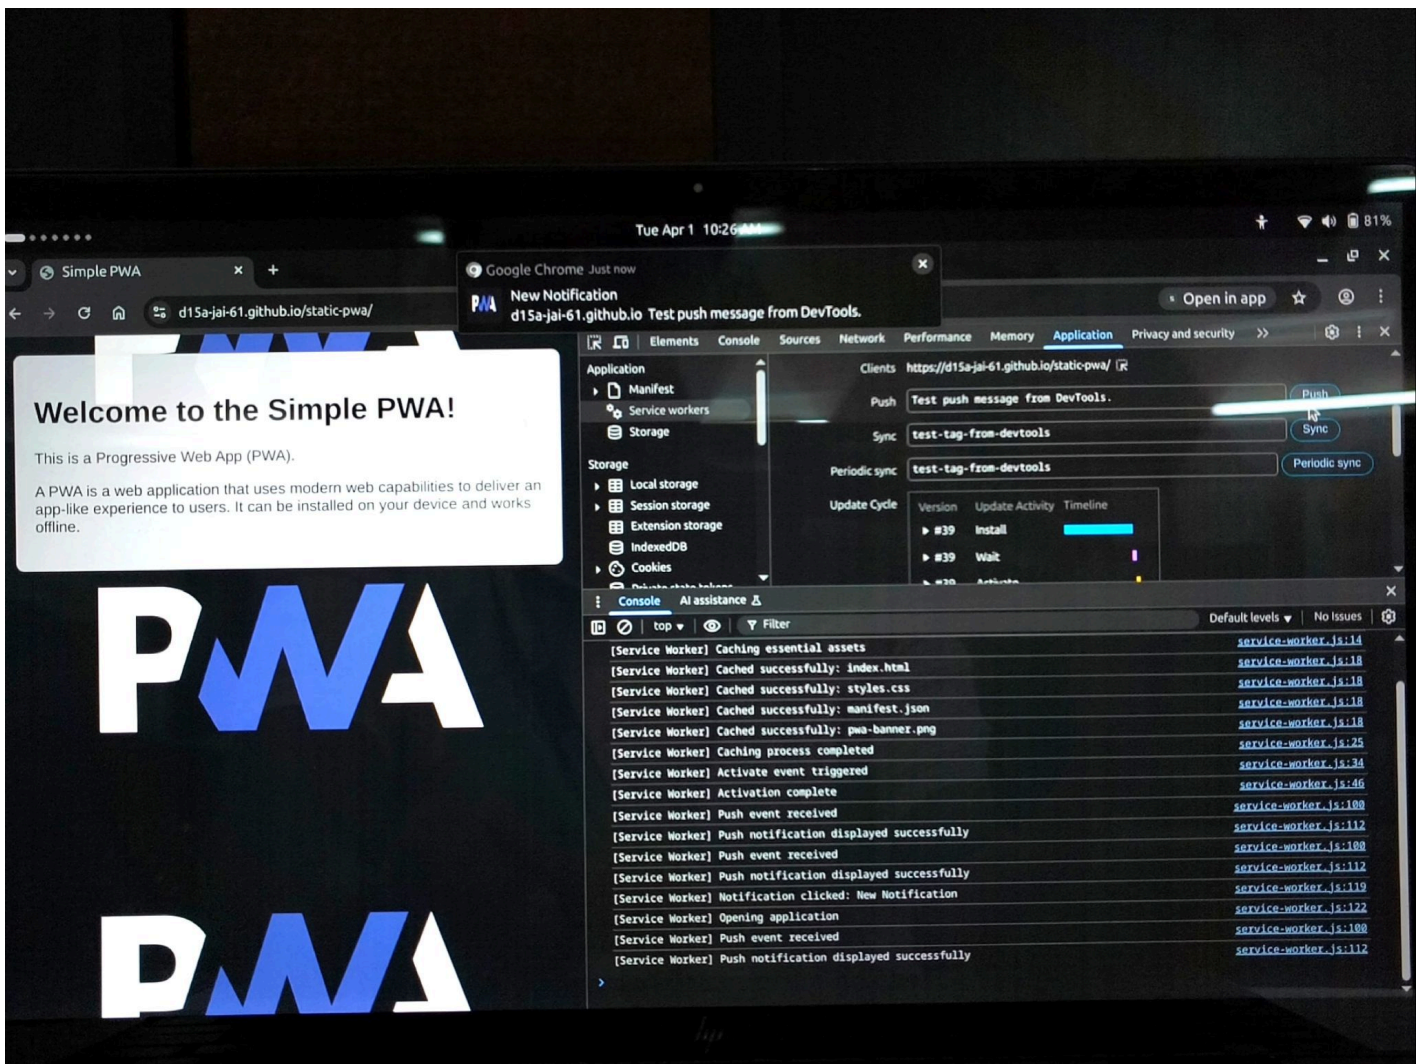 Tue Apr 1 10:26 AM
81%
Simple PWA
d15a-jai-61.github.io/static-pwa/
Open in app
Google Chrome Just now
PWA
New Notification
d15a-jai-61.github.io Test push message from DevTools.
Welcome to the Simple PWA!
This is a Progressive Web App (PWA).
A PWA is a web application that uses modern web capabilities to deliver an
app-like experience to users. It can be installed on your device and works
offline.
PWA
PWA
Elements Console Sources Network Performance Memory Application Privacy and security
Application
Manifest
Service workers
Storage
Storage
Local storage
Session storage
Extension storage
IndexedDB
Cookies
Private state tokens
Clients https://d15a-jai-61.github.io/static-pwa/
Push Test push message from DevTools. Push
Sync test-tag-from-devtools Sync
Periodic sync test-tag-from-devtools Periodic sync
Update Cycle Version Update Activity Timeline
#39 Install
#39 Wait
#39 Activate
Console AI assistance
top Filter Default levels No Issues
[Service Worker] Caching essential assets service-worker.js:14
[Service Worker] Cached successfully: index.html service-worker.js:18
[Service Worker] Cached successfully: styles.css service-worker.js:18
[Service Worker] Cached successfully: manifest.json service-worker.js:18
[Service Worker] Cached successfully: pwa-banner.png service-worker.js:18
[Service Worker] Caching process completed service-worker.js:25
[Service Worker] Activate event triggered service-worker.js:34
[Service Worker] Activation complete service-worker.js:46
[Service Worker] Push event received service-worker.js:100
[Service Worker] Push notification displayed successfully service-worker.js:112
[Service Worker] Push event received service-worker.js:100
[Service Worker] Push notification displayed successfully service-worker.js:112
[Service Worker] Notification clicked: New Notification service-worker.js:119
[Service Worker] Opening application service-worker.js:122
[Service Worker] Push event received service-worker.js:100
[Service Worker] Push notification displayed successfully service-worker.js:112
hp